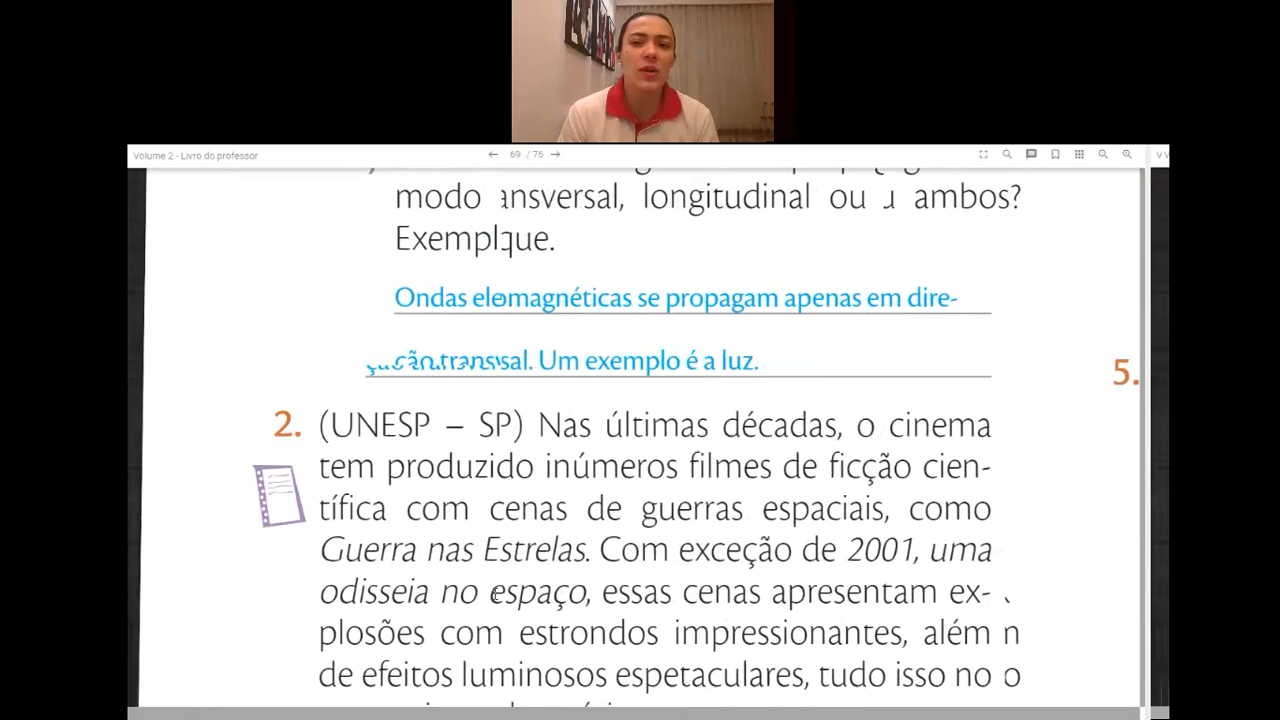 Volume 2 - Livro do professor
69 / 76
modo ansversal, longitudinal ou ambos?
Exemplque.
Ondas elomagnéticas se propagam apenas em dire-
ção transsal. Um exemplo é a luz.
5.
2. (UNESP – SP) Nas últimas décadas, o cinema
tem produzido inúmeros filmes de ficção cien-
tífica com cenas de guerras espaciais, como
Guerra nas Estrelas. Com exceção de 2001, uma
odisseia no espaço, essas cenas apresentam ex-
plosões com estrondos impressionantes, além n
de efeitos luminosos espetaculares, tudo isso no o